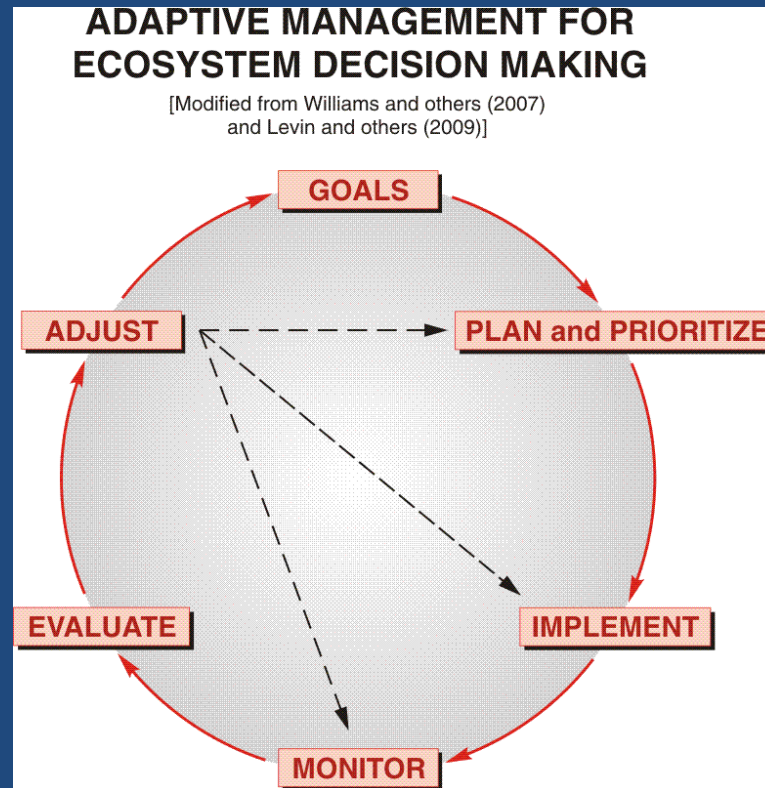 ADAPTIVE MANAGEMENT FOR
ECOSYSTEM DECISION MAKING
[Modified from Williams and others (2007)
and Levin and others (2009)]
GOALS
ADJUST
PLAN and PRIORITIZE
EVALUATE
IMPLEMENT
MONITOR